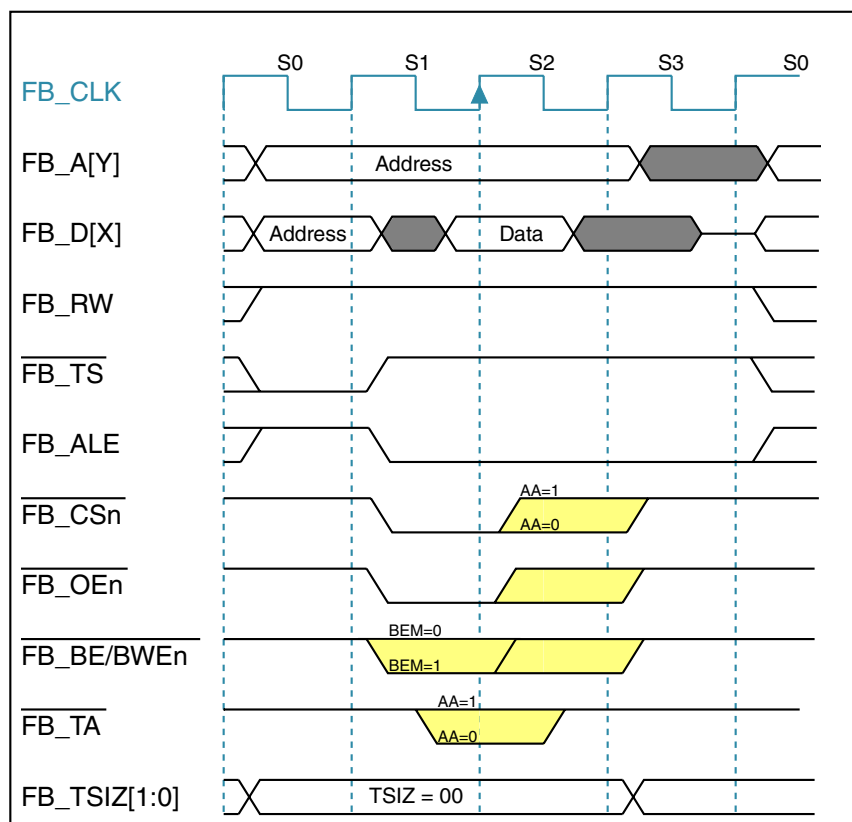 S0 S1 S2 S3 S0
FB_CLK
FB_A[Y] Address
FB_D[X] Address Data
FB_RW
FB_TS
FB_ALE
AA=1
FB_CSn AA=0
FB_OEn
BEM=0
FB_BE/BWEn BEM=1
AA=1
FB_TA AA=0
FB_TSIZ[1:0] TSIZ = 00